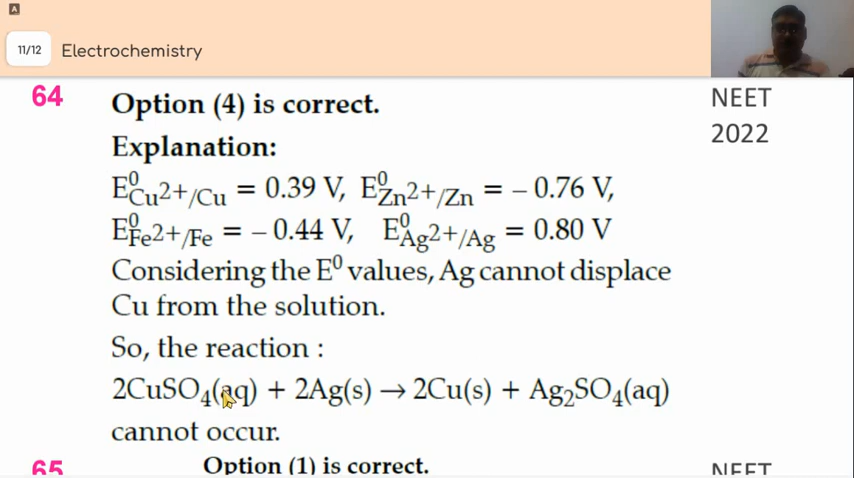 A
11/12 Electrochemistry
64 Option (4) is correct. NEET
2022
Explanation:
E⁰Cu2+/Cu = 0.39 V, E⁰Zn2+/Zn = – 0.76 V,
E⁰Fe2+/Fe = – 0.44 V, E⁰Ag2+/Ag = 0.80 V
Considering the E⁰ values, Ag cannot displace
Cu from the solution.
So, the reaction :
2CuSO₄(aq) + 2Ag(s) → 2Cu(s) + Ag₂SO₄(aq)
cannot occur.
65 Option (1) is correct. NEET